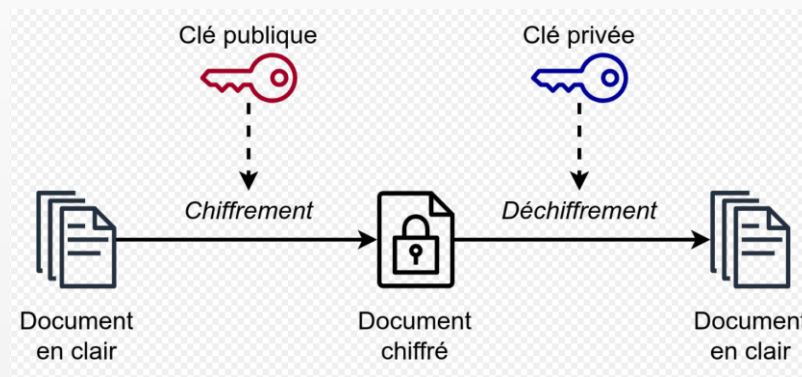 Clé publique
Clé privée
Chiffrement
Déchiffrement
Document
en clair
Document
chiffré
Document
en clair